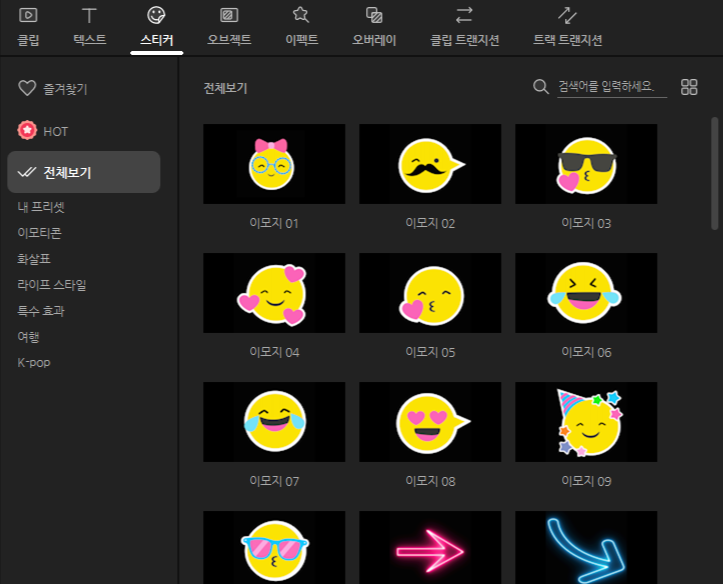 클립 텍스트 스티커 오브젝트 이펙트 오버레이 클립 트랜지션 트랙 트랜지션
즐겨찾기
HOT
전체보기
내 프리셋
이모티콘
화살표
라이프 스타일
특수 효과
여행
K-pop
전체보기 검색어를 입력하세요.
이모지 01 이모지 02 이모지 03
이모지 04 이모지 05 이모지 06
이모지 07 이모지 08 이모지 09